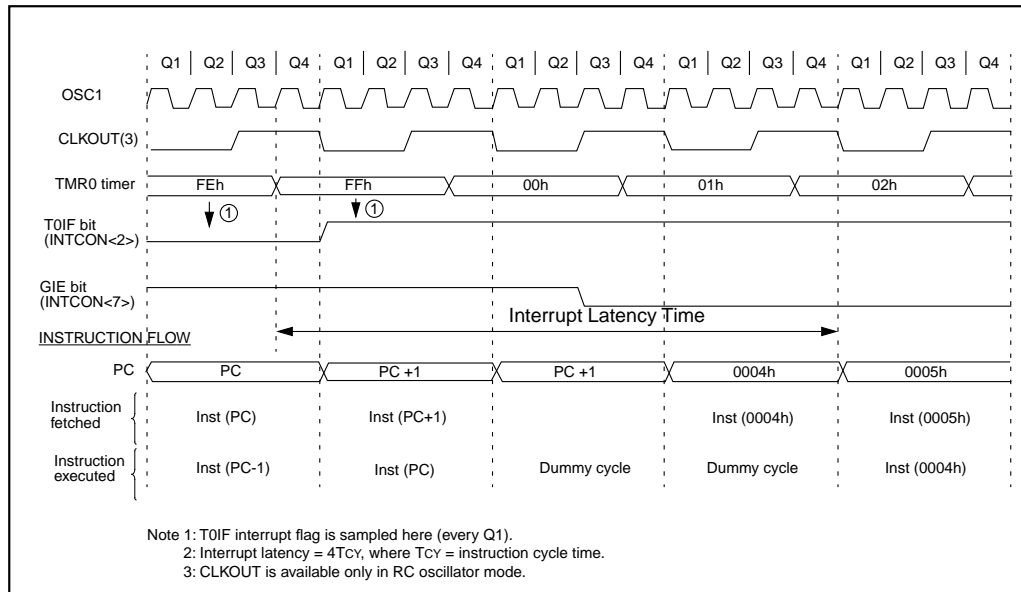 Q1 Q2 Q3 Q4 Q1 Q2 Q3 Q4 Q1 Q2 Q3 Q4 Q1 Q2 Q3 Q4 Q1 Q2 Q3 Q4
OSC1
CLKOUT(3)
TMR0 timer FEh FFh 00h 01h 02h
1 1
T0IF bit
(INTCON<2>)
GIE bit
(INTCON<7>)
Interrupt Latency Time
INSTRUCTION FLOW
PC PC PC +1 PC +1 0004h 0005h
Instruction
fetched
Inst (PC) Inst (PC+1) Inst (0004h) Inst (0005h)
Instruction
executed
Inst (PC-1) Inst (PC) Dummy cycle Dummy cycle Inst (0004h)
Note 1: T0IF interrupt flag is sampled here (every Q1).
2: Interrupt latency = 4TCY, where TCY = instruction cycle time.
3: CLKOUT is available only in RC oscillator mode.